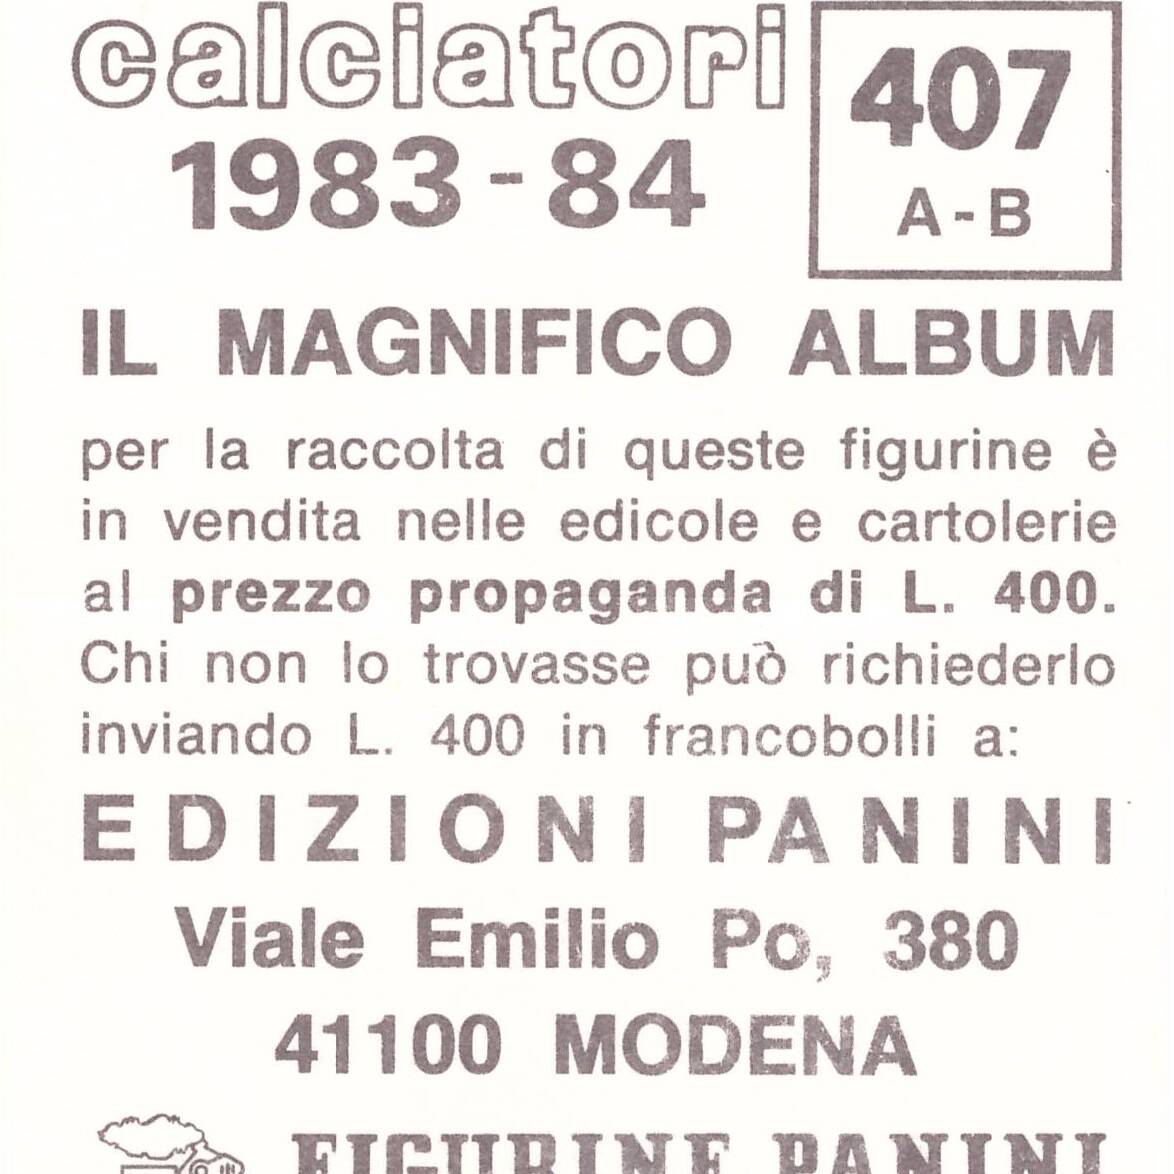 calciatori
1983-84
407
A-B
IL MAGNIFICO ALBUM
per la raccolta di queste figurine è
in vendita nelle edicole e cartolerie
al prezzo propaganda di L. 400.
Chi non lo trovasse può richiederlo
inviando L. 400 in francobolli a:
EDIZIONI PANINI
Viale Emilio Po, 380
41100 MODENA
FIGURINE PANINI